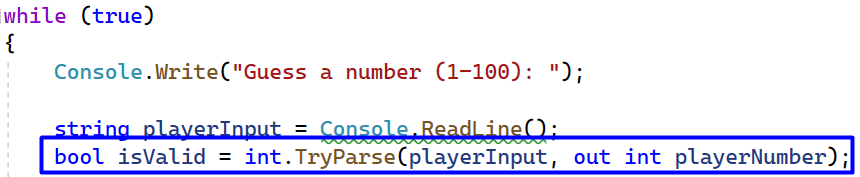 while (true)
{
Console.Write("Guess a number (1-100): ");
string playerInput = Console.ReadLine();
bool isValid = int.TryParse(playerInput, out int playerNumber);